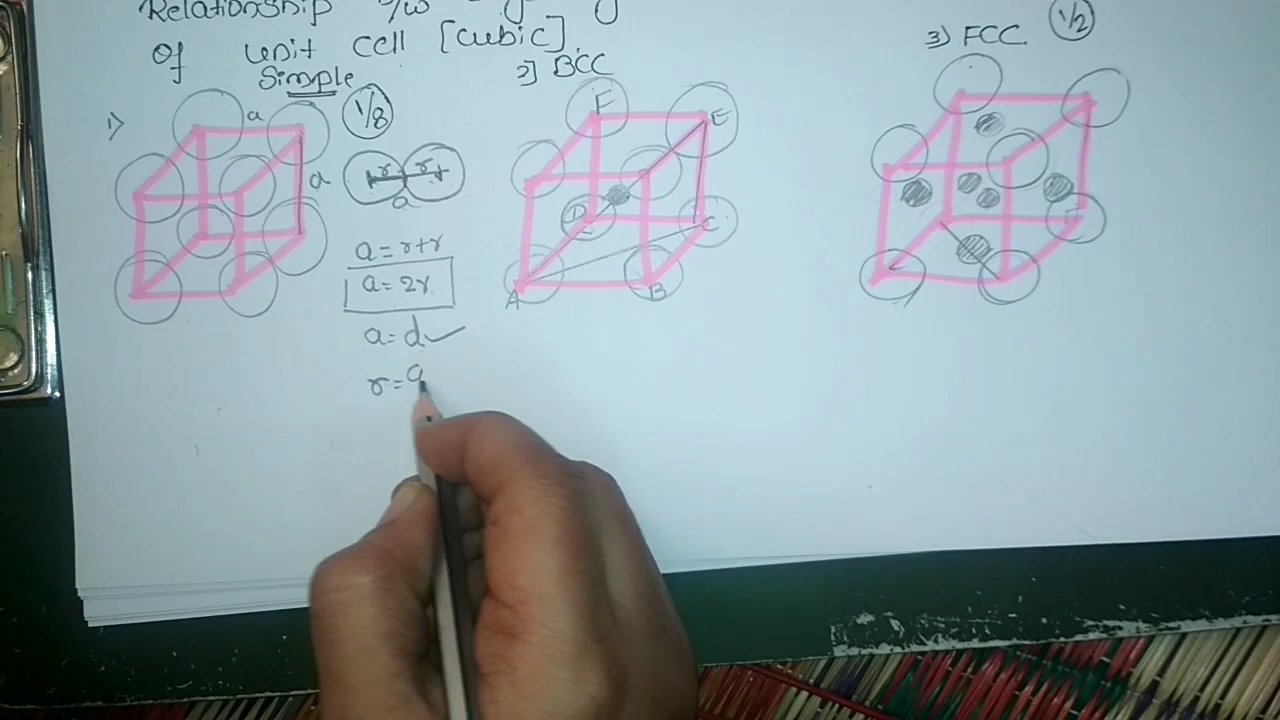 Relationship b/w
of unit cell [cubic].
1) Simple
1/8
a
a
r r
a
a = r+r
a = 2r
a = d✓
r = a
2] BCC
F
E
D
C
A
B
3) FCC
1/2